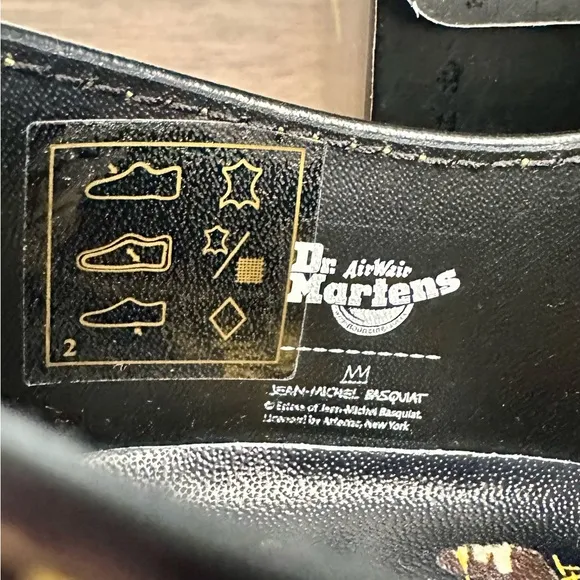 2
Dr. AirWair
Martens
JEAN-MICHEL BASQUIAT
© Estate of Jean-Michel Basquiat.
Licensed by Artestar, New York